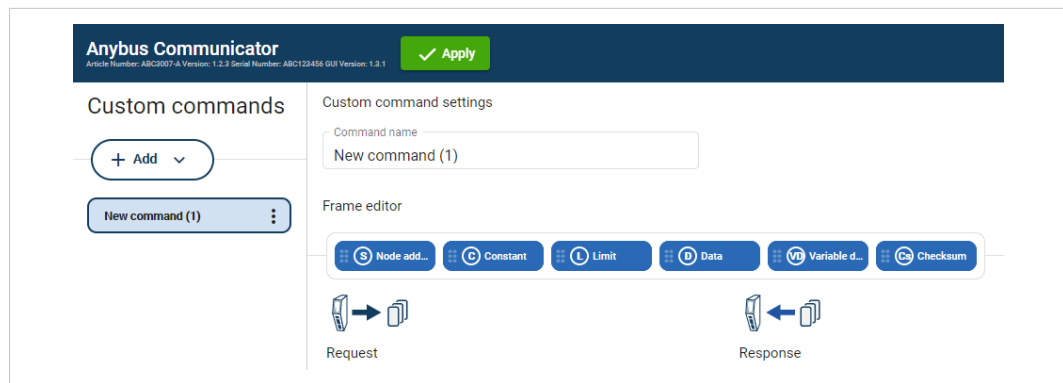 Anybus Communicator
Article Number: ABC3007-A Version: 1.2.3 Serial Number: ABC123456 GUI Version: 1.3.1
Apply
Custom commands
Add
New command (1)
Custom command settings
Command name
New command (1)
Frame editor
S Node add... C Constant L Limit D Data VD Variable d... Cs Checksum
Request Response